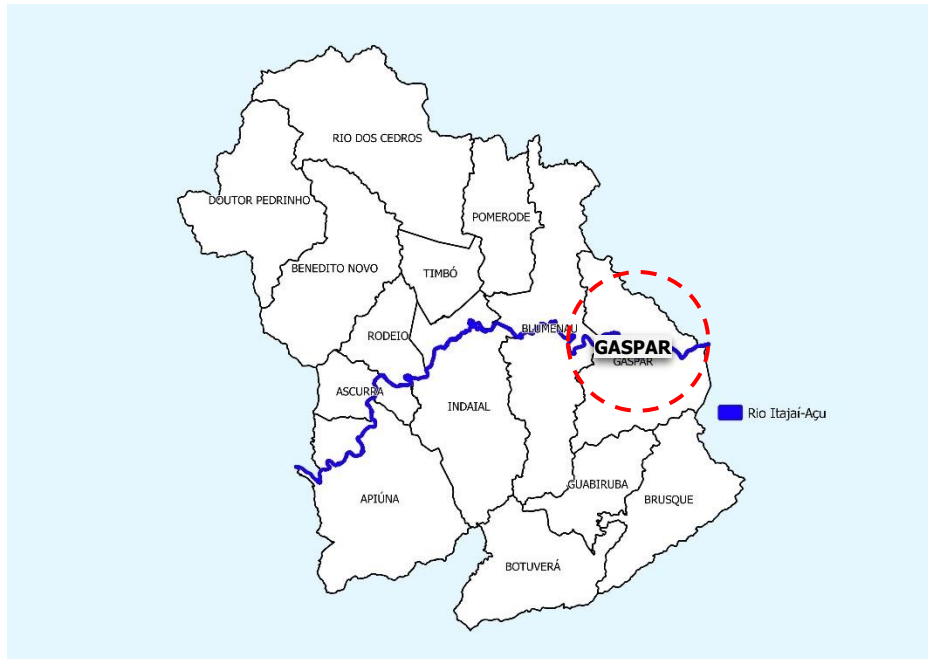 RIO DOS CEDROS
DOUTOR PEDRINHO
POMERODE
BENEDITO NOVO
TIMBÓ
RODEIO
BLUMENAU
GASPAR
GASPAR
ASCURRA
INDAIAL
Rio Itajaí-Açu
GUABIRUBA
APIÚNA
BRUSQUE
BOTUVERÁ